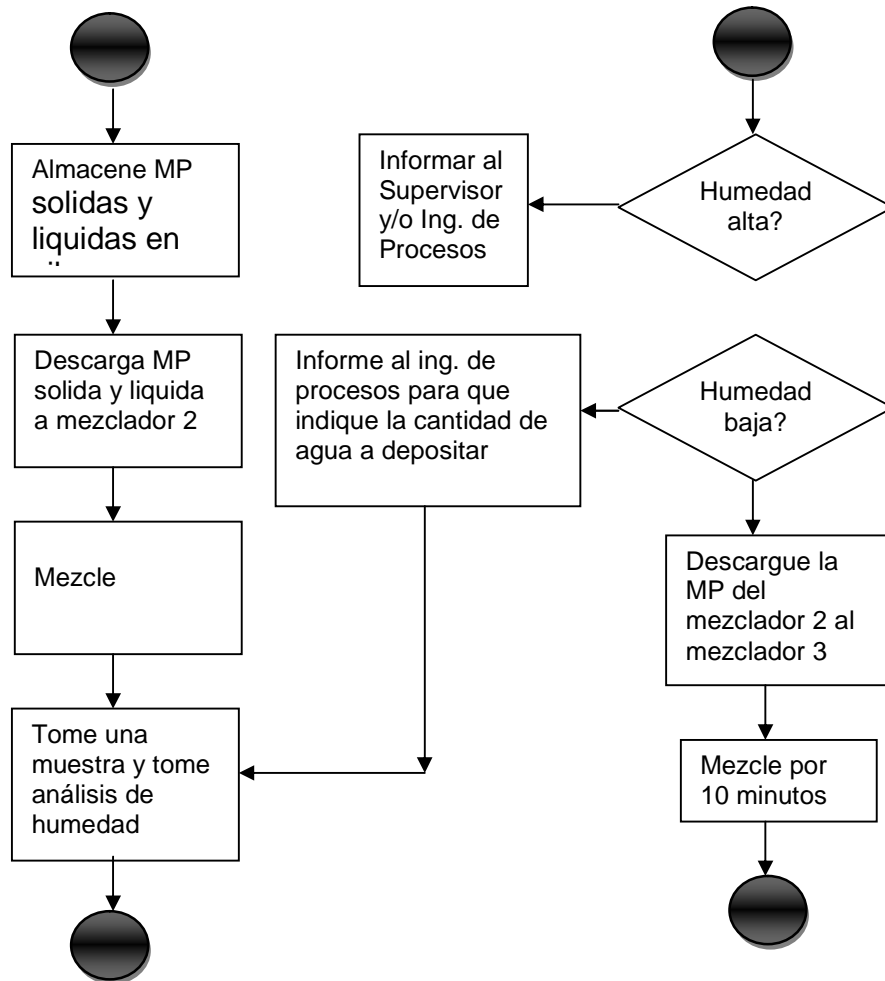 Almacene MP
solidas y
liquidas en
Descarga MP
solida y liquida
a mezclador 2
Mezcle
Tome una
muestra y tome
análisis de
humedad
Informar al
Supervisor
y/o Ing. de
Procesos
Humedad
alta?
Informe al ing. de
procesos para que
indique la cantidad de
agua a depositar
Humedad
baja?
Descargue la
MP del
mezclador 2 al
mezclador 3
Mezcle por
10 minutos